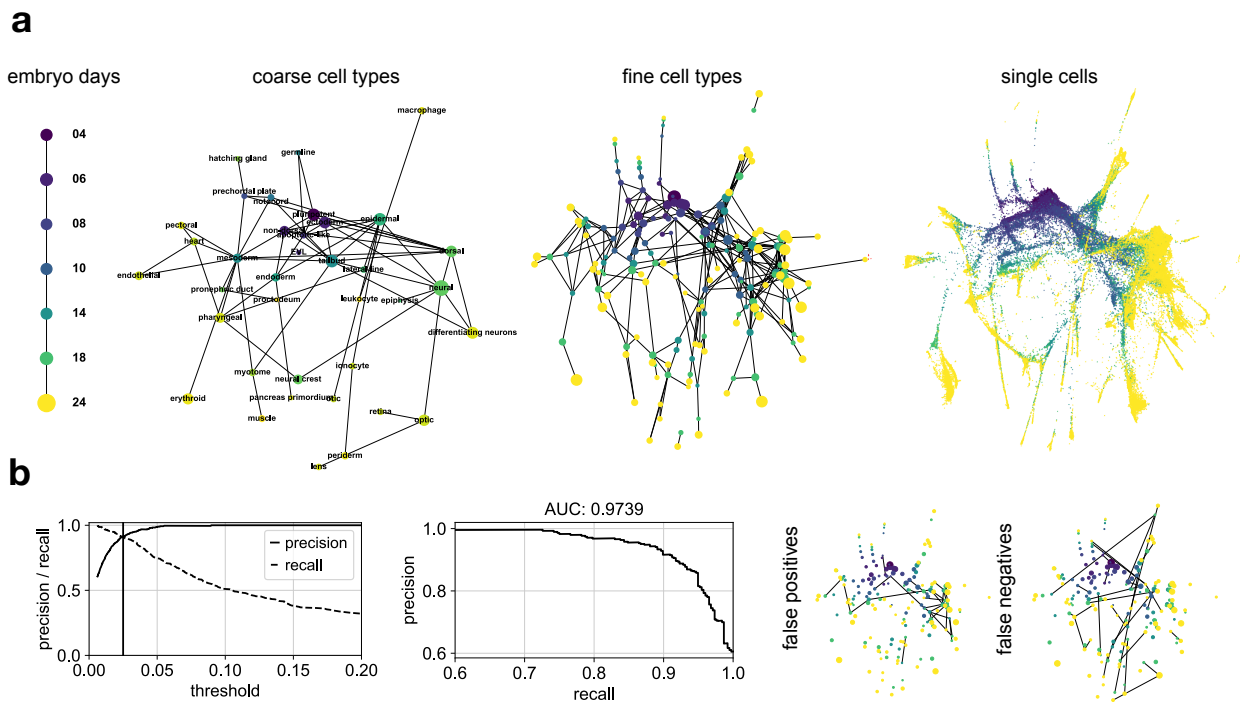 a
embryo days
coarse cell types
fine cell types
single cells
04
06
08
10
14
18
24
macrophage
germline
hatching gland
prechordal plate
notocord
pluripotent
epidermal
pectoral
heart
mesoderm
EVL
tailbud
dorsal
endothelial
endoderm
lateral line
pronephric duct
proctodeum
leukocyte
epiphysis
neural
pharyngeal
differentiating neurons
myotome
neural crest
ionocyte
erythroid
pancreas primordium
otic
muscle
retina
optic
periderm
lens
b
precision / recall
1.0
0.5
0.0
0.00
0.05
0.10
0.15
0.20
threshold
precision
recall
AUC: 0.9739
precision
1.0
0.8
0.6
0.6
0.7
0.8
0.9
1.0
recall
false positives
false negatives